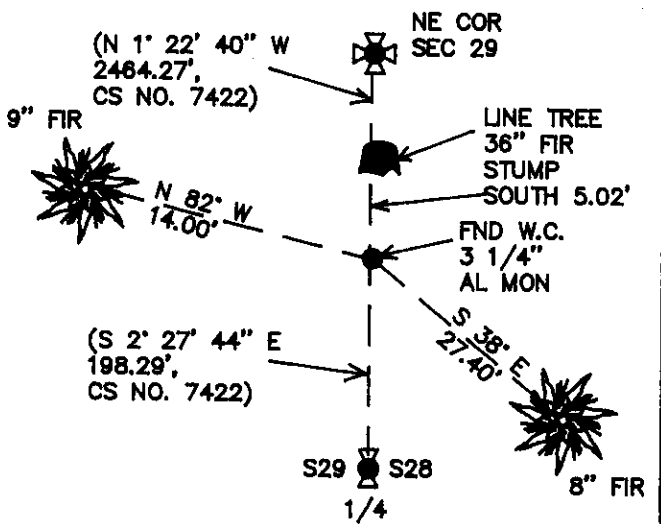 NE COR
SEC 29
(N 1° 22' 40" W
2464.27',
CS NO. 7422)
9" FIR
LINE TREE
36" FIR
STUMP
SOUTH 5.02'
N 82° W
14.00'
FND W.C.
3 1/4"
AL MON
S 38° E
27.40'
(S 2° 27' 44" E
198.29',
CS NO. 7422)
8" FIR
S29 S28
1/4